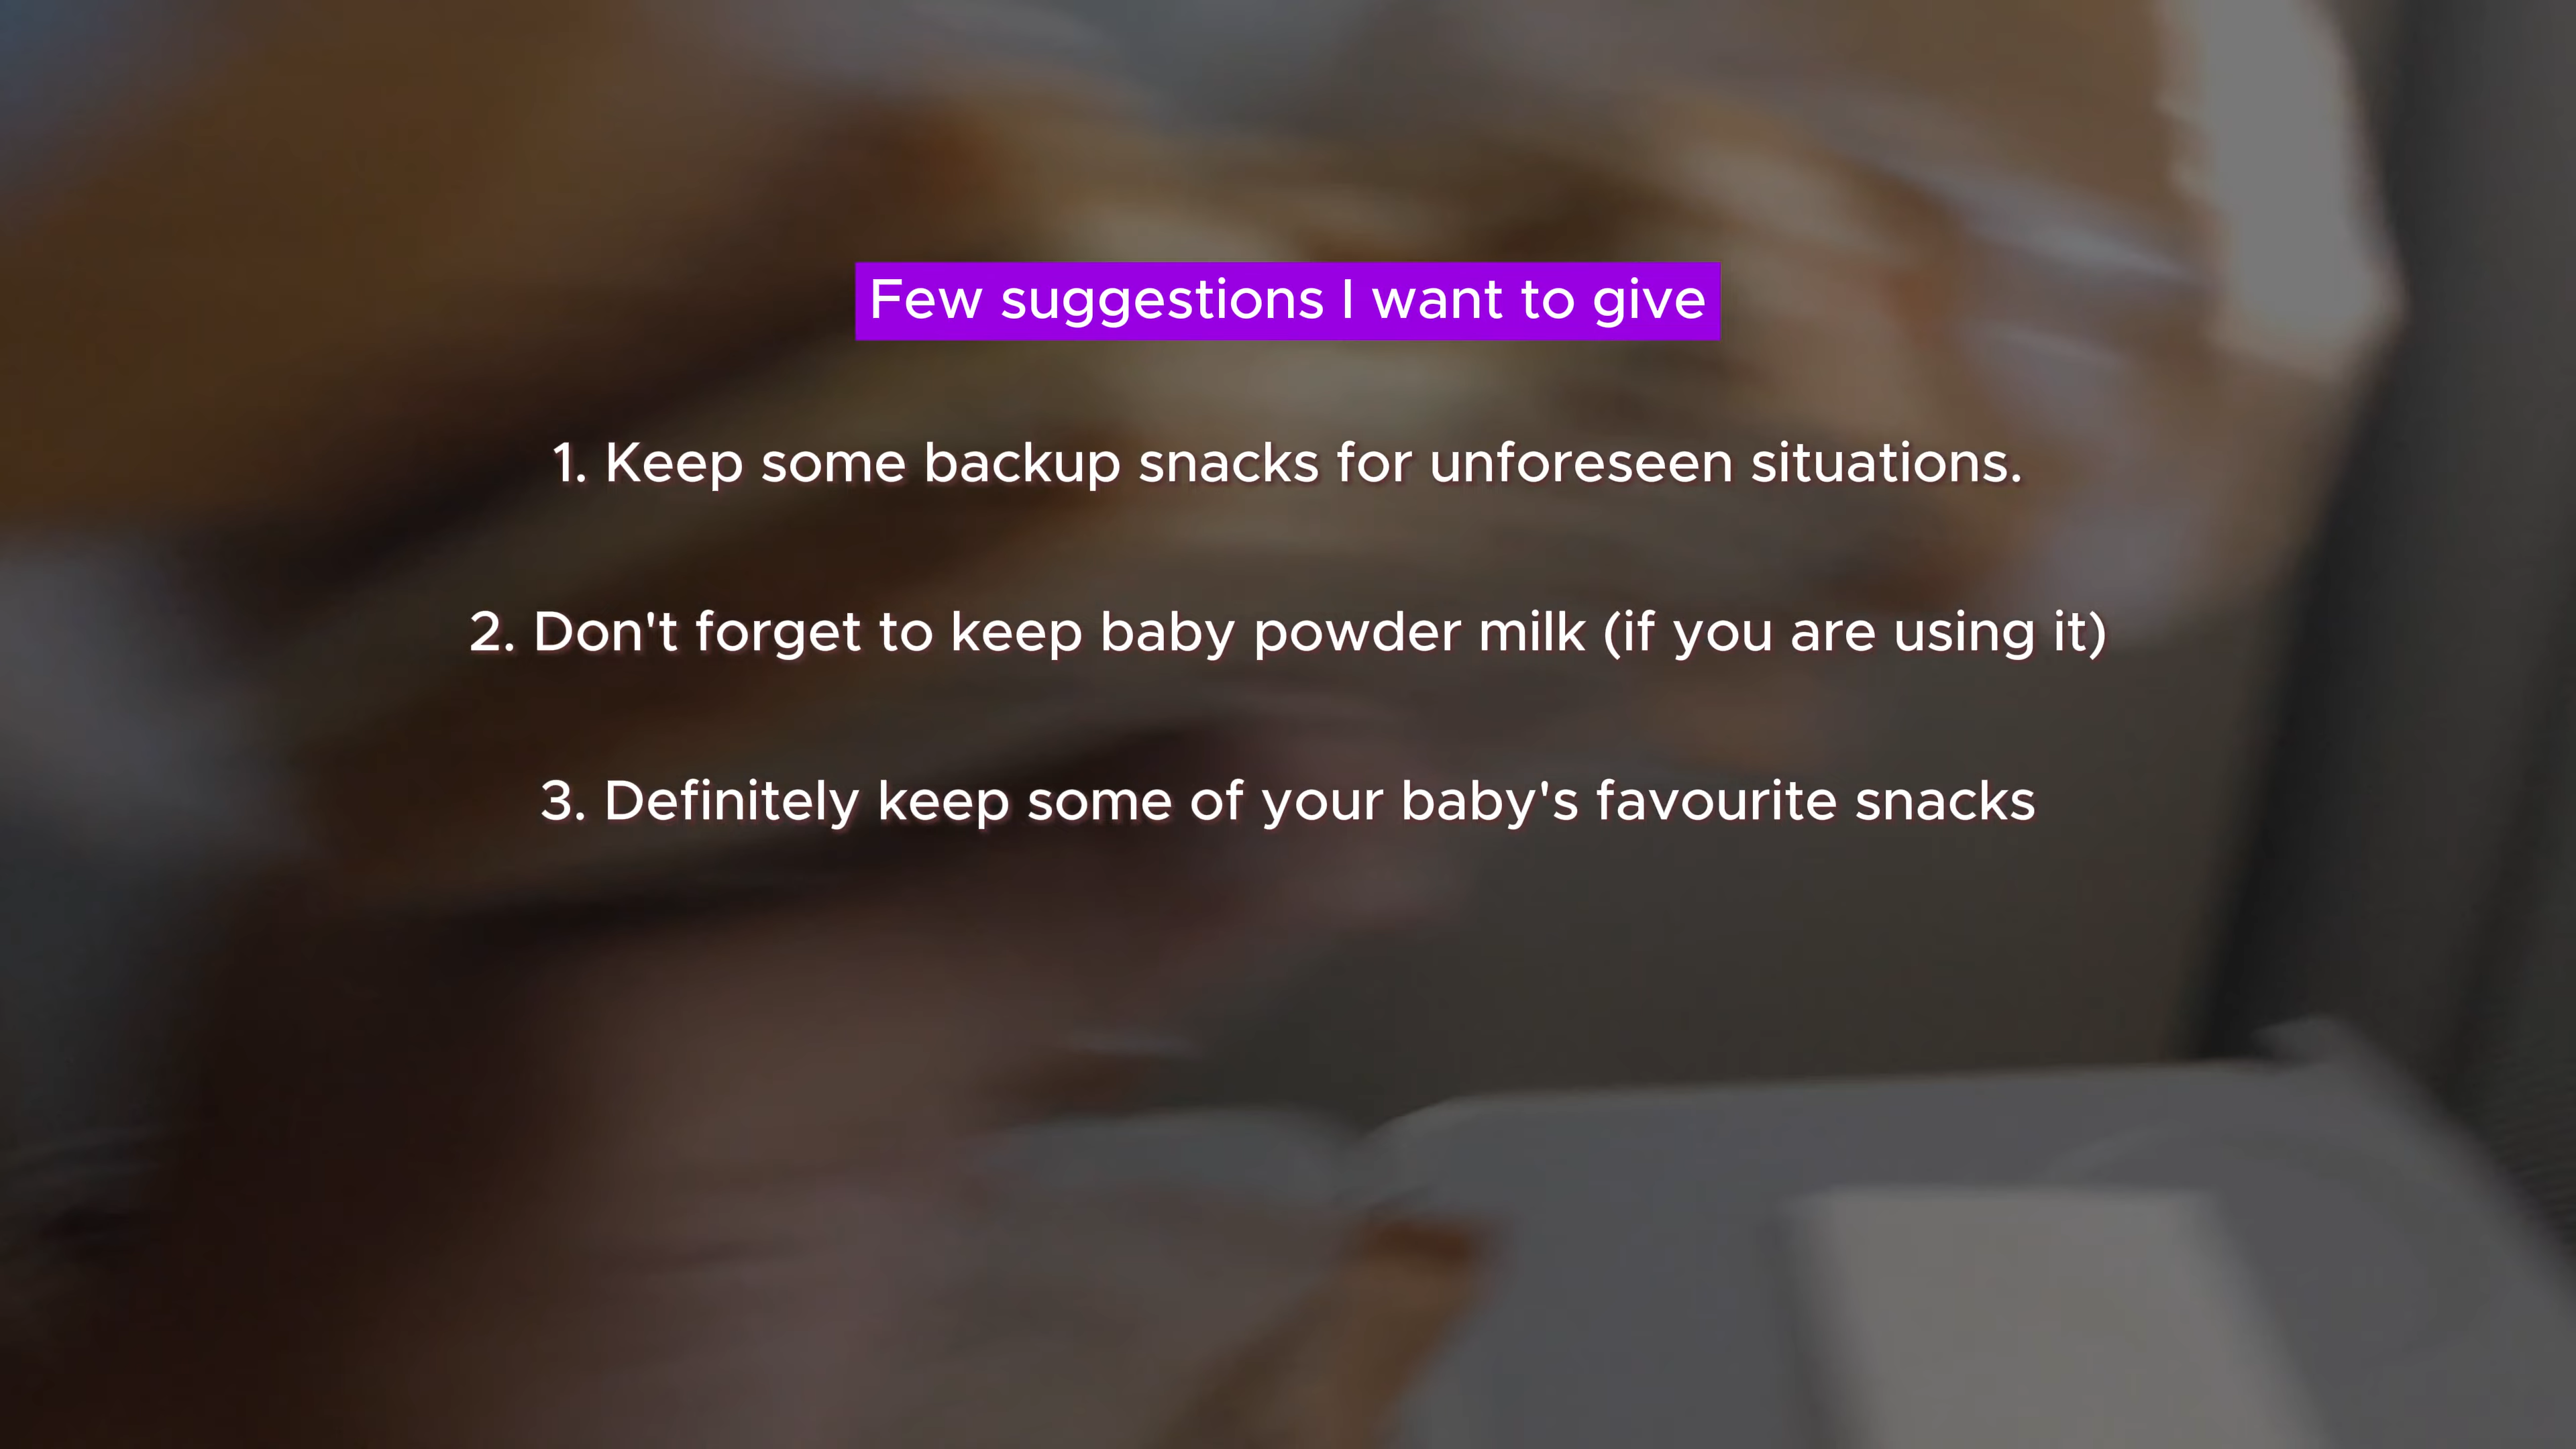 Few suggestions I want to give
1. Keep some backup snacks for unforeseen situations.
2. Don't forget to keep baby powder milk (if you are using it)
3. Definitely keep some of your baby's favourite snacks